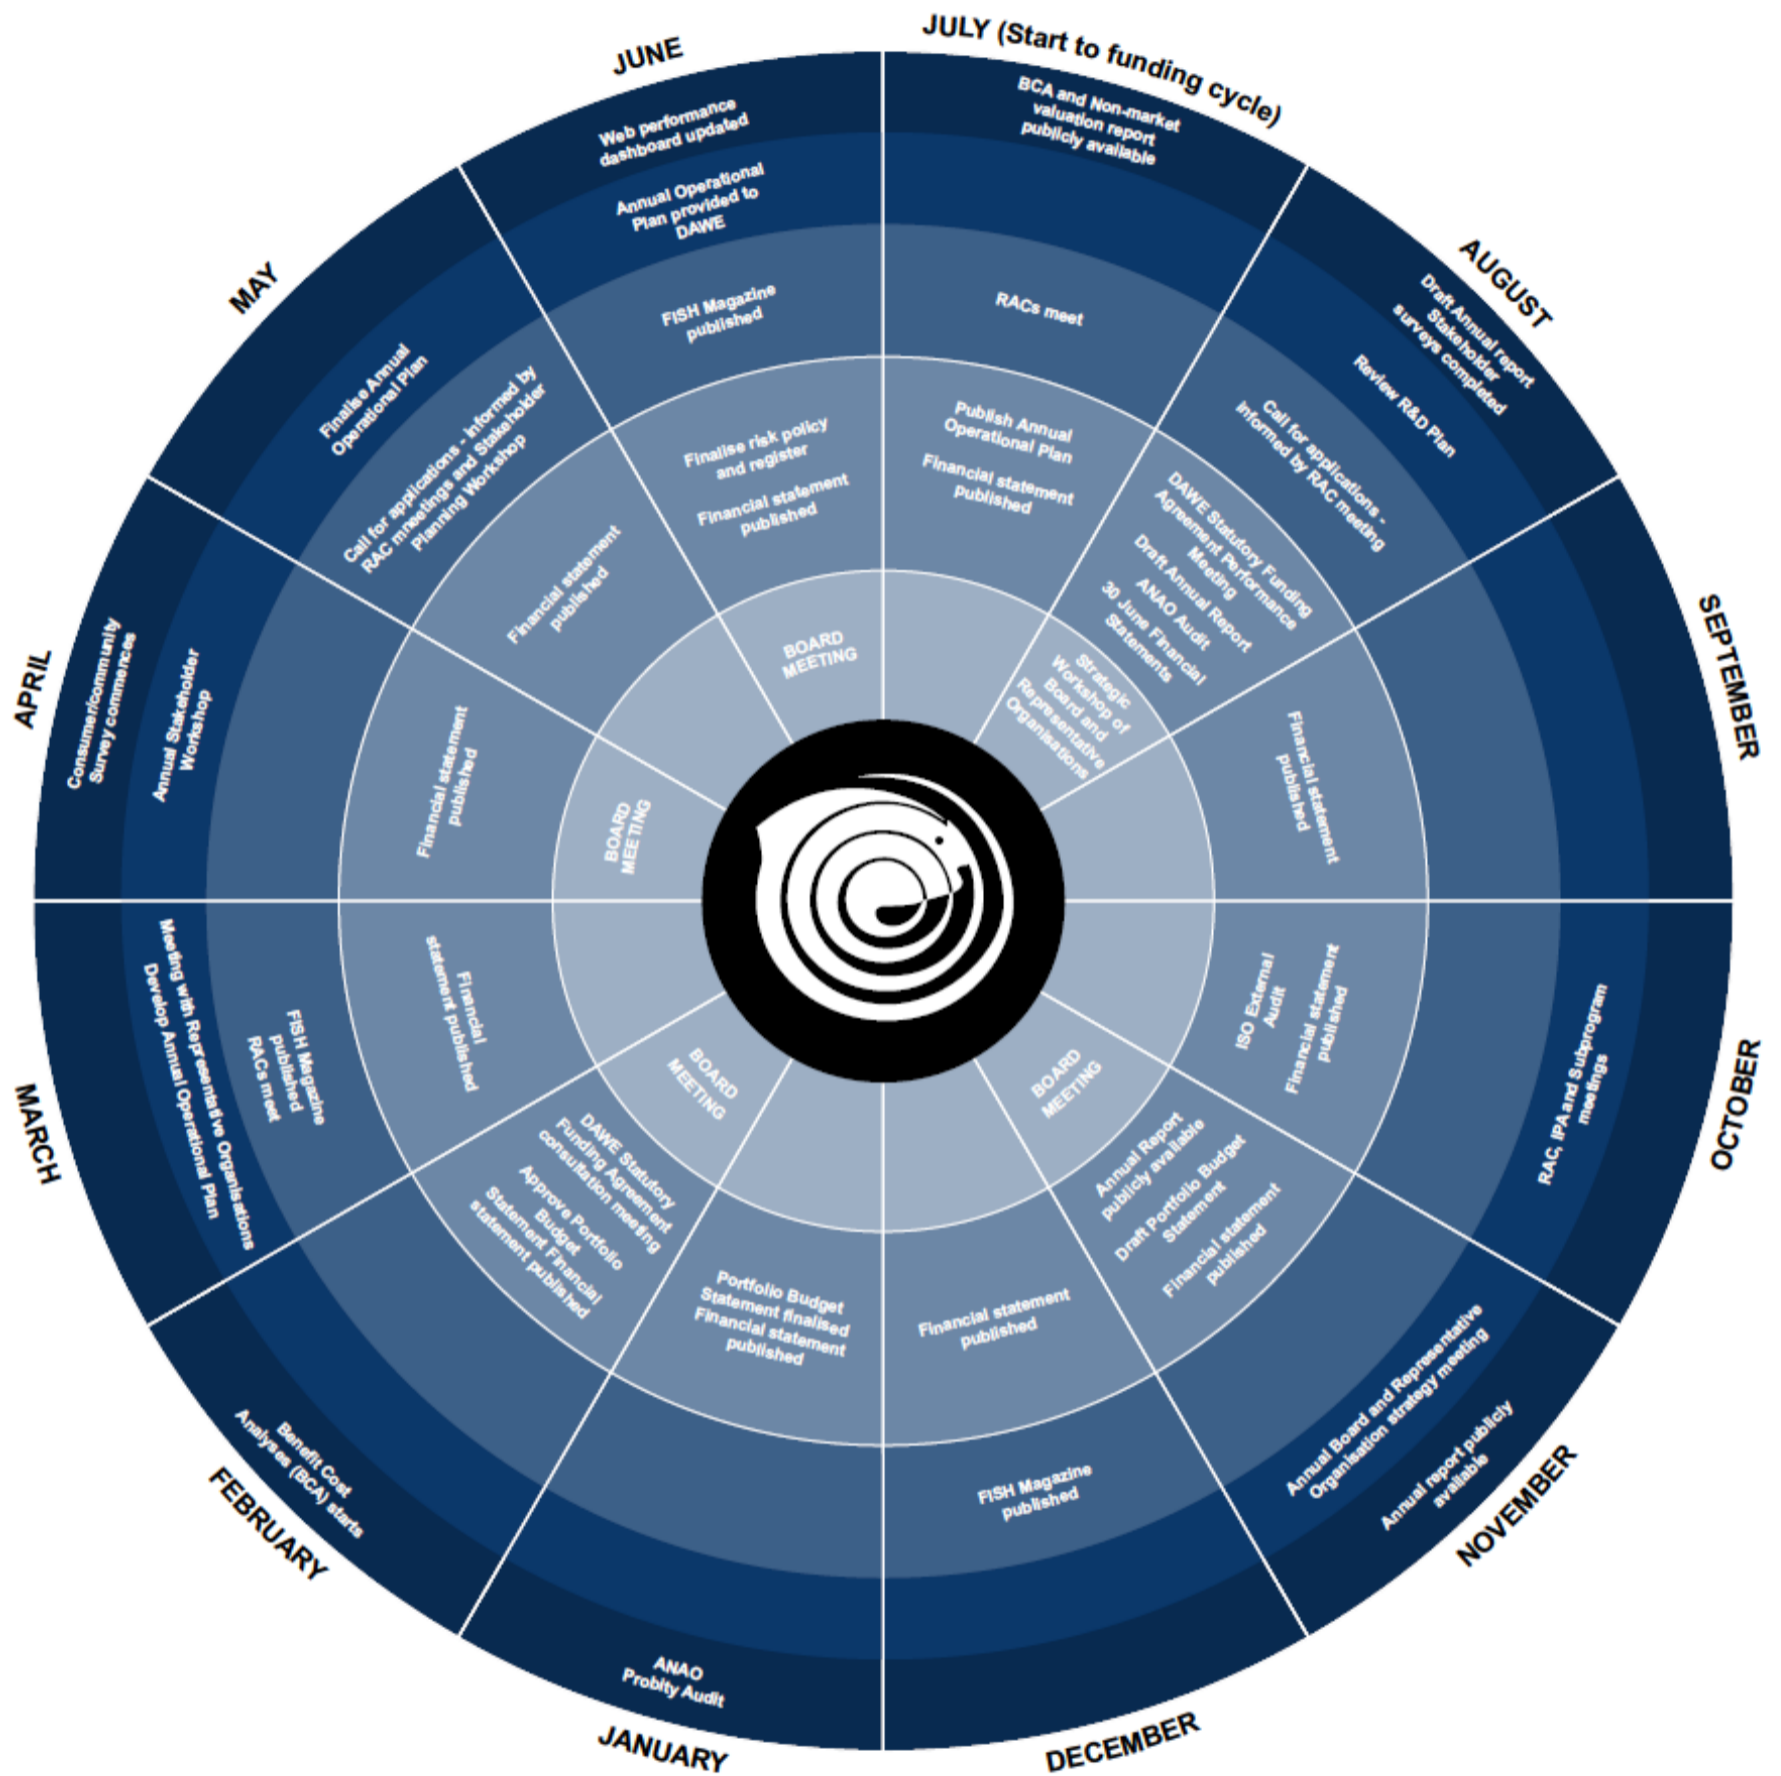 JULY (Start to funding cycle)
BCA and Non-market
valuation report
publicly available
RACs meet
Publish Annual
Operational Plan
Financial statement
published
AUGUST
Draft Annual report
Stakeholder
surveys completed
Review R&D Plan
Call for applications -
informed by RAC meeting
DAWE Statutory Funding
Agreement Performance
Meeting
Draft Annual Report
ANAO Audit
30 June Financial
Statements
Strategic
Workshop of
Board and
Representative
Organisations
SEPTEMBER
Financial statement
published
OCTOBER
RAC, IPA and Subprogram
meetings
Financial statement
published
ISO External
Audit
NOVEMBER
Annual report publicly
available
Annual Board and Representative
Organisation strategy meeting
Annual Report
publicly available
Draft Portfolio Budget
Statement
Financial statement
published
BOARD
MEETING
DECEMBER
FISH Magazine
published
Financial statement
published
JANUARY
ANAO
Probity Audit
Portfolio Budget
Statement finalised
Financial statement
published
FEBRUARY
Benefit Cost
Analyses (BCA) starts
DAWE Statutory
Funding Agreement
consultation meeting
Approve Portfolio
Budget
Statement Financial
statement published
BOARD
MEETING
MARCH
Meeting with Representative Organisations
Develop Annual Operational Plan
FISH Magazine
published
RACs meet
Financial
statement published
APRIL
Consumer/community
Survey commences
Annual Stakeholder
Workshop
Financial statement
published
BOARD
MEETING
MAY
Finalise Annual
Operational Plan
Call for applications - Informed by
RAC meetings and Stakeholder
Planning Workshop
Financial statement
published
JUNE
Web performance
dashboard updated
Annual Operational
Plan provided to
DAWE
FISH Magazine
published
Finalise risk policy
and register
Financial statement
published
BOARD
MEETING